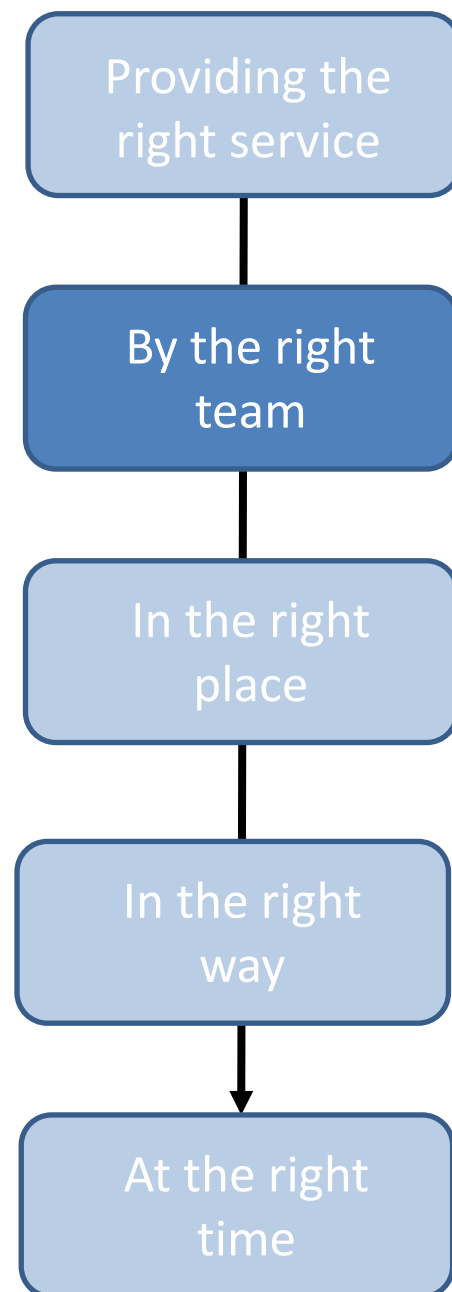 Providing the
right service
By the right
team
In the right
place
In the right
way
At the right
time